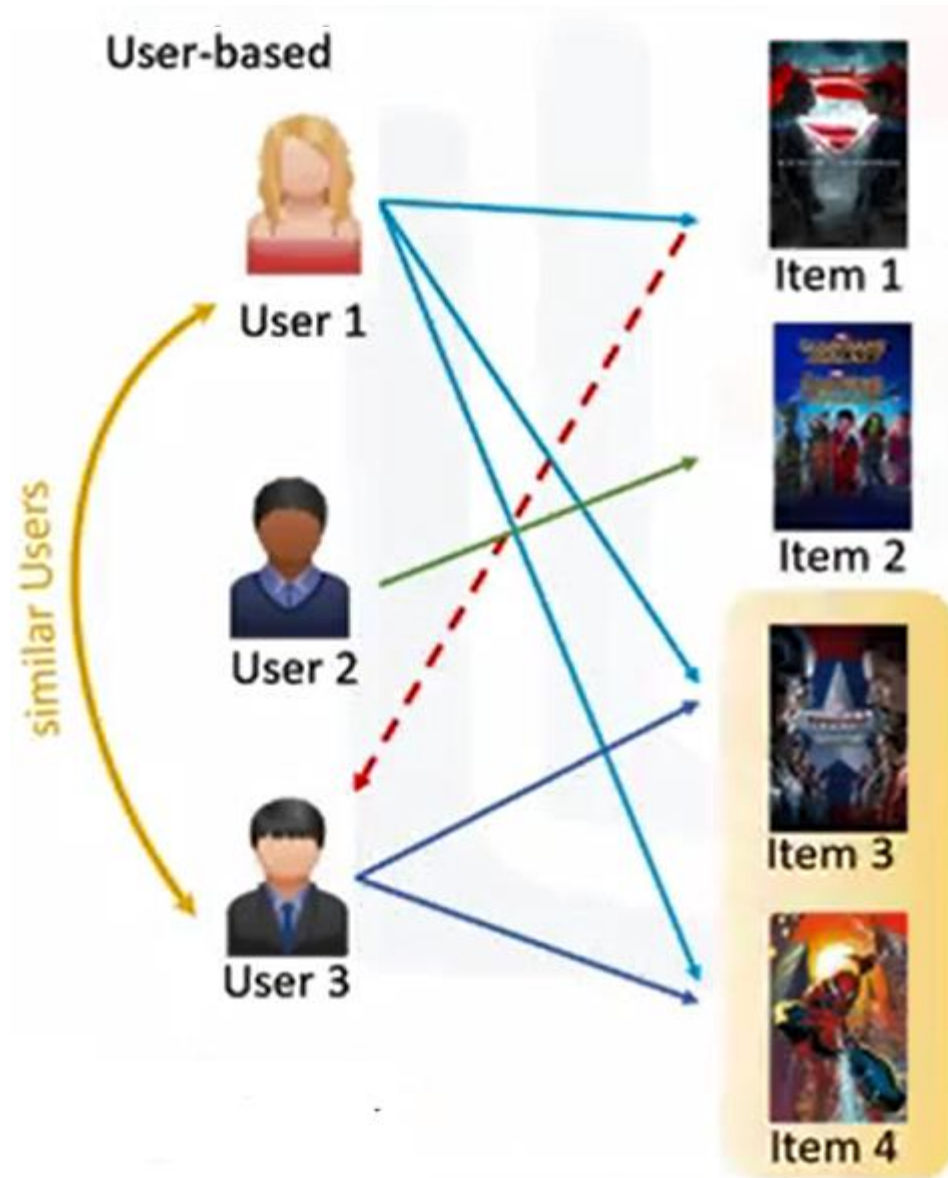 User-based
Item 1
User 1
Item 2
similar Users
User 2
Item 3
User 3
Item 4